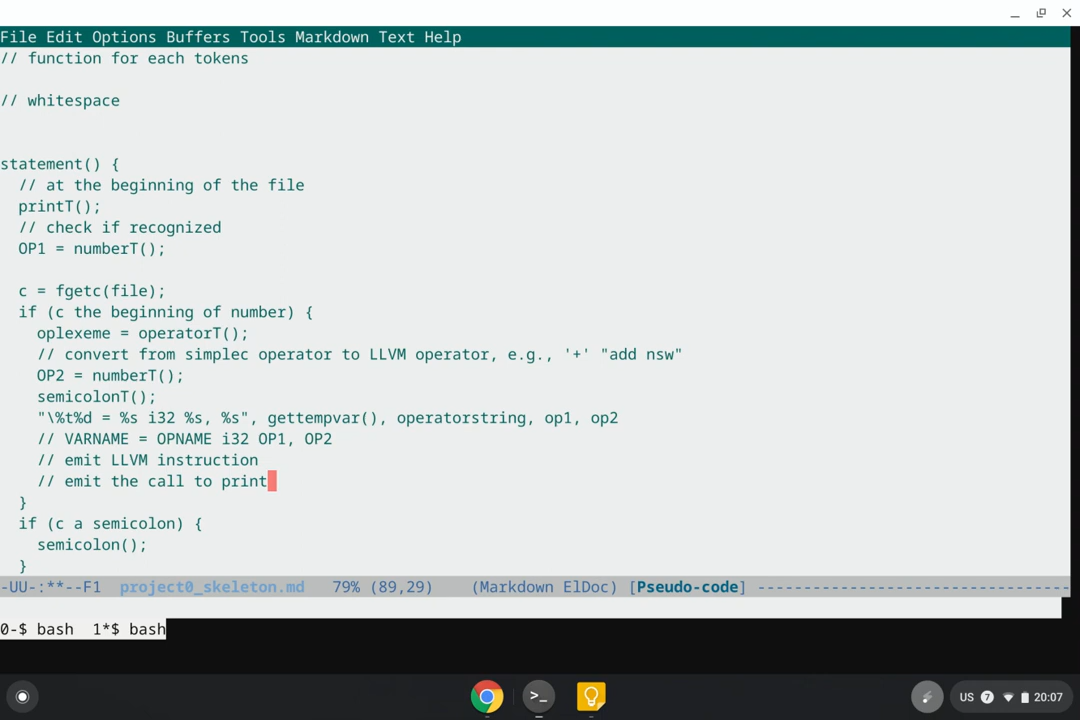 File Edit Options Buffers Tools Markdown Text Help
// function for each tokens
// whitespace
statement() {
// at the beginning of the file
printT();
// check if recognized
OP1 = numberT();
c = fgetc(file);
if (c the beginning of number) {
oplexeme = operatorT();
// convert from simplec operator to LLVM operator, e.g., '+' "add nsw"
OP2 = numberT();
semicolonT();
"\%t%d = %s i32 %s, %s", gettempvar(), operatorstring, op1, op2
// VARNAME = OPNAME i32 OP1, OP2
// emit LLVM instruction
// emit the call to print
}
if (c a semicolon) {
semicolon();
}
-UU-:**--F1 project0_skeleton.md 79% (89,29) (Markdown ElDoc) [Pseudo-code] ----------------------------------
0-$ bash 1*$ bash
>_ US 7 20:07